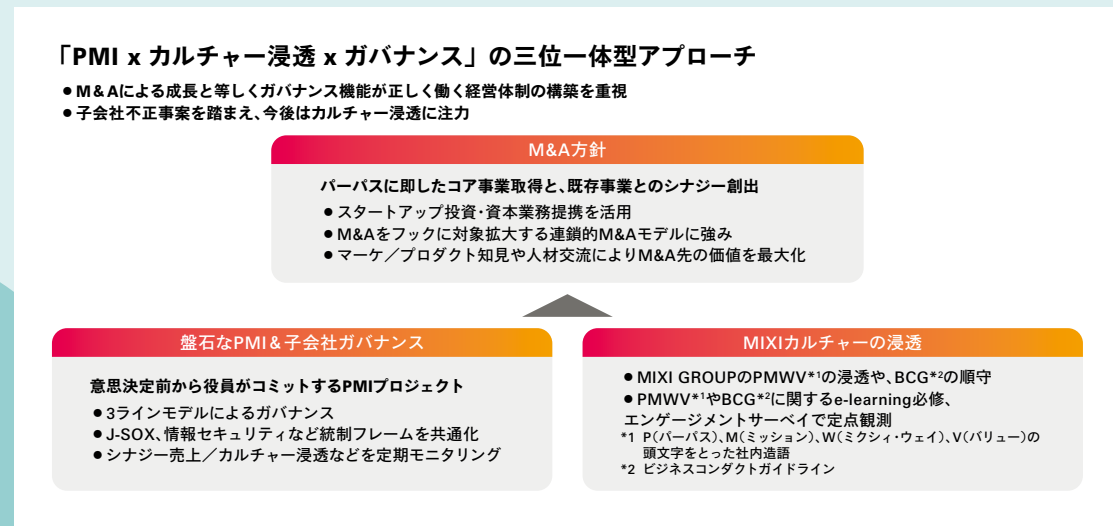 「PMI x カルチャー浸透 x ガバナンス」の三位一体型アプローチ
●M&Aによる成長と等しくガバナンス機能が正しく働く経営体制の構築を重視
●子会社不正事案を踏まえ、今後はカルチャー浸透に注力
M&A方針
パーパスに即したコア事業取得と、既存事業とのシナジー創出
●スタートアップ投資・資本業務提携を活用
●M&Aをフックに対象拡大する連鎖的M&Aモデルに強み
●マーケ／プロダクト知見や人材交流によりM&A先の価値を最大化
盤石なPMI&子会社ガバナンス
意思決定前から役員がコミットするPMIプロジェクト
●3ラインモデルによるガバナンス
●J-SOX、情報セキュリティなど統制フレームを共通化
●シナジー売上／カルチャー浸透などを定期モニタリング
MIXIカルチャーの浸透
●MIXI GROUPのPMWV*1の浸透や、BCG*2の順守
●PMWV*1やBCG*2に関するe-learning必修、
エンゲージメントサーベイで定点観測
*1 P（パーパス）、M（ミッション）、W（ミクシィ・ウェイ）、V（バリュー）の
頭文字をとった社内造語
*2 ビジネスコンダクトガイドライン